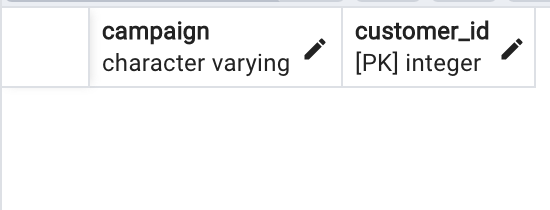 campaign
character varying
customer_id
[PK] integer